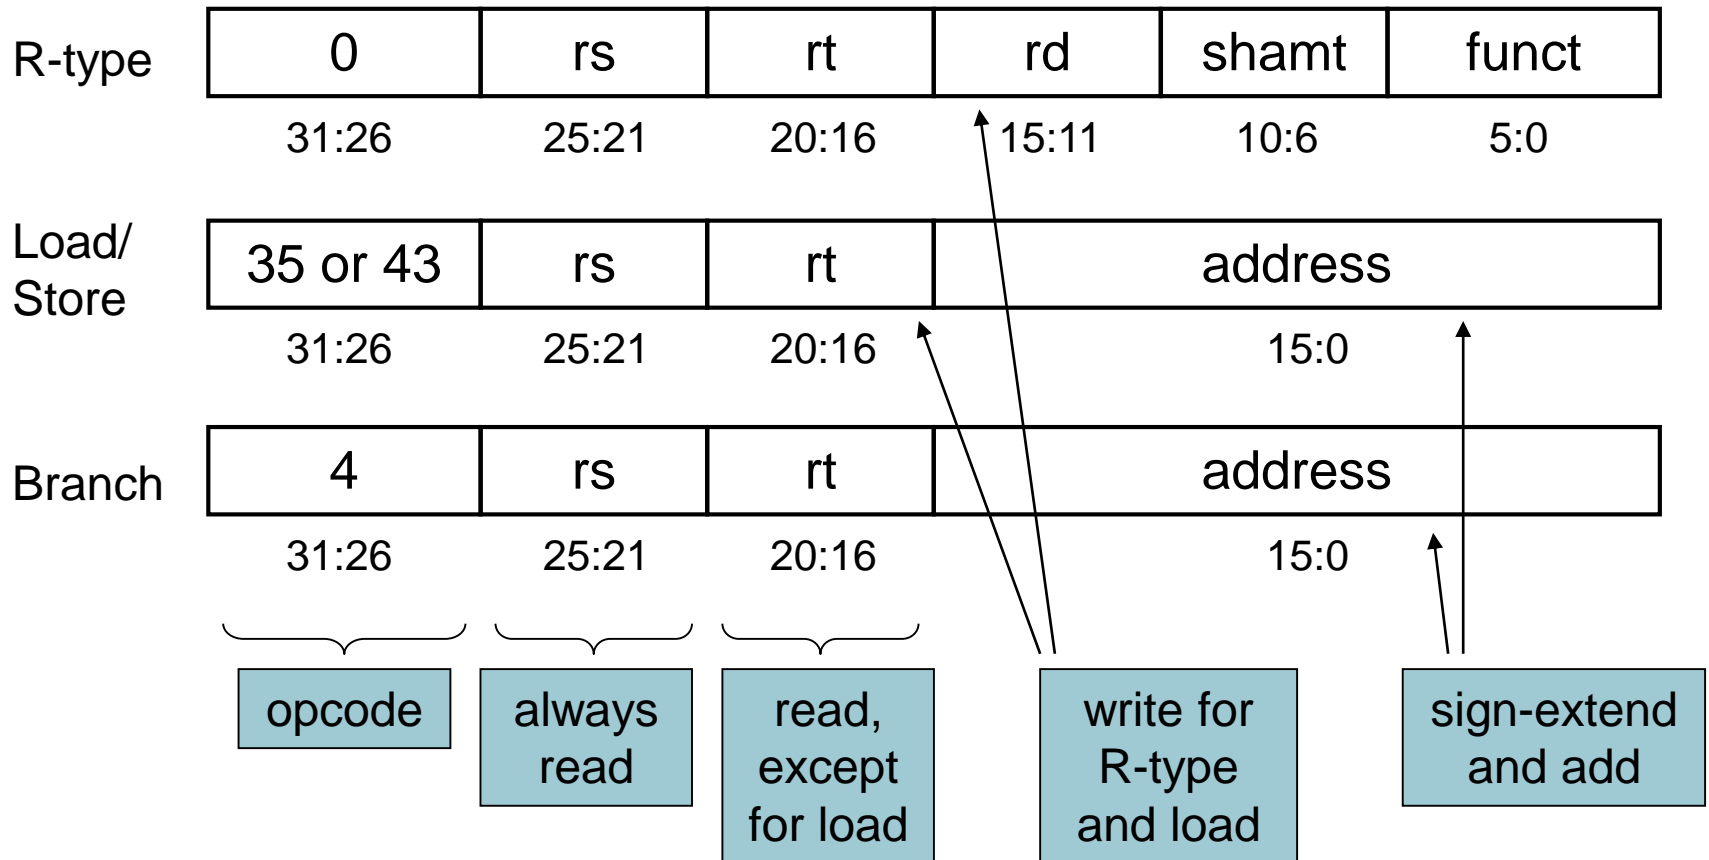 R-type 0 rs rt rd shamt funct
31:26 25:21 20:16 15:11 10:6 5:0
Load/
Store
35 or 43 rs rt address
31:26 25:21 20:16 15:0
Branch 4 rs rt address
31:26 25:21 20:16 15:0
opcode
always
read
read,
except
for load
write for
R-type
and load
sign-extend
and add